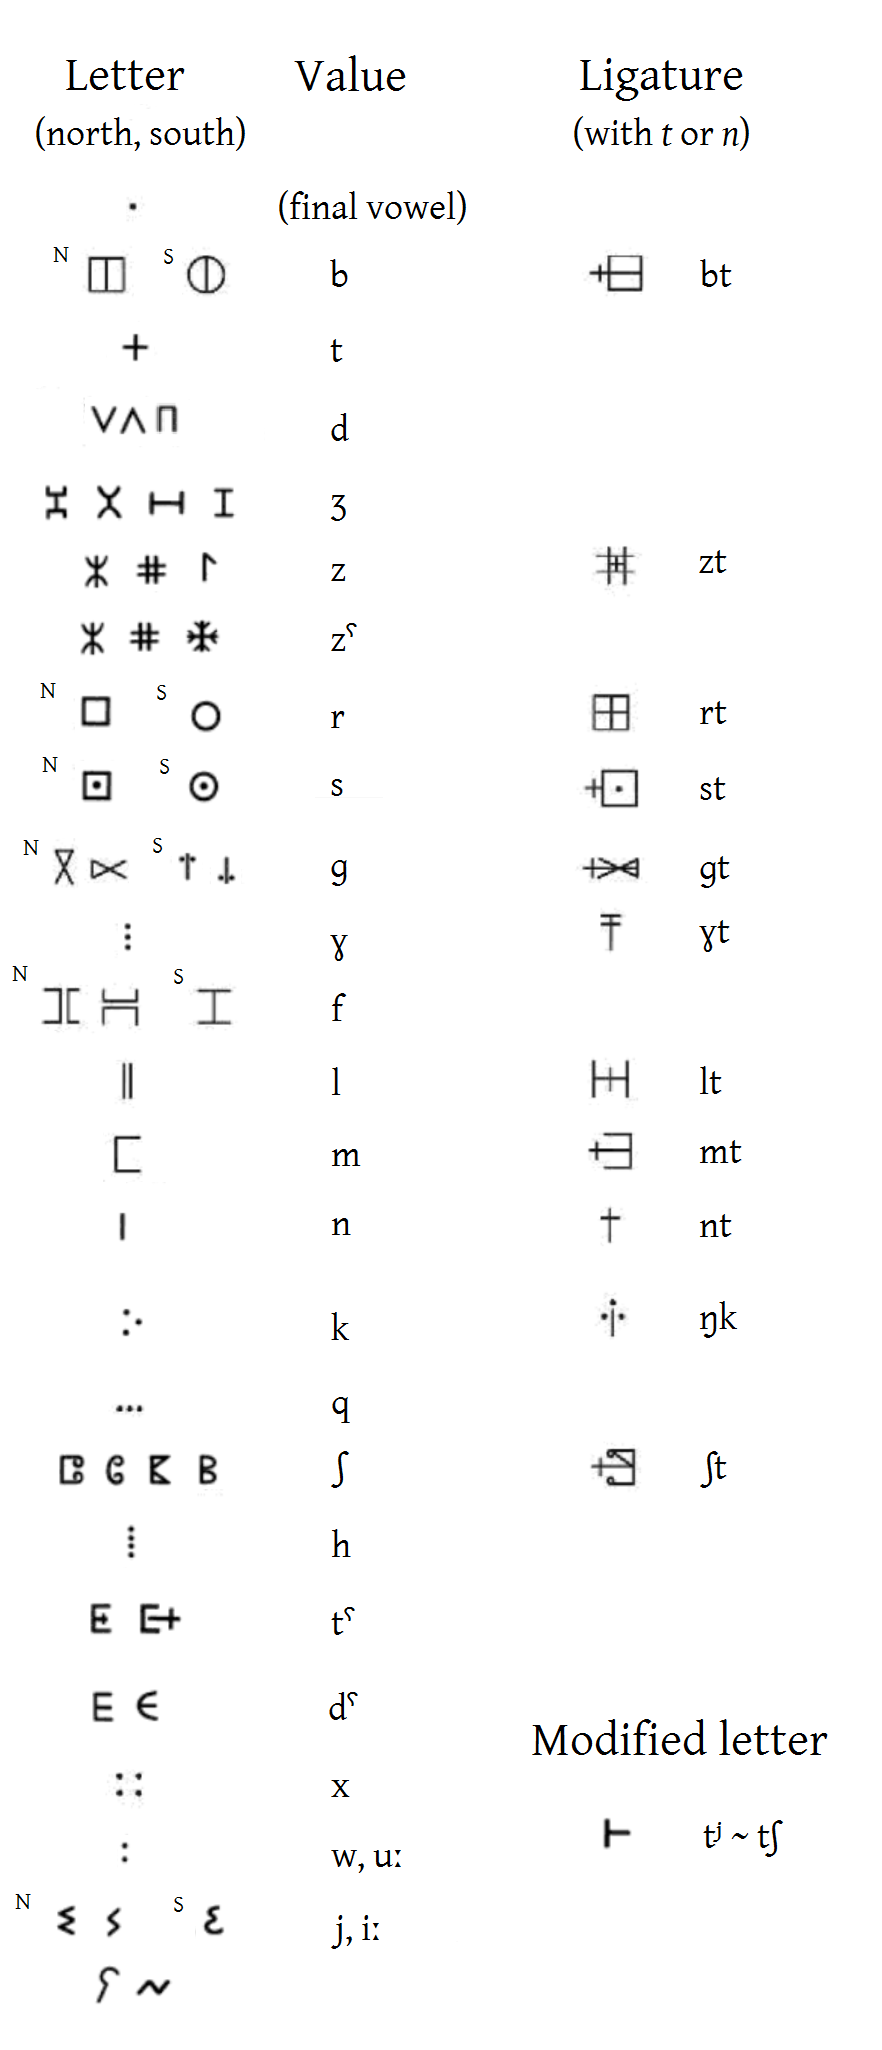 Letter Value Ligature
(north, south) (with t or n)
· (final vowel)
N S b bt
+ t
V Λ Π d
ʒ
z zt
zˤ
N □ S ○ r rt
N S ⊙ s st
N S g gt
⁝ ɣ ɣt
N S f
|| l lt
⊏ m mt
| n nt
k ŋk
… q
ʃ ʃt
⁞ h
tˤ
E ∈ dˤ
∷ x
: w, uː
Modified letter
⊢ tʲ ~ tʃ
N S j, iː